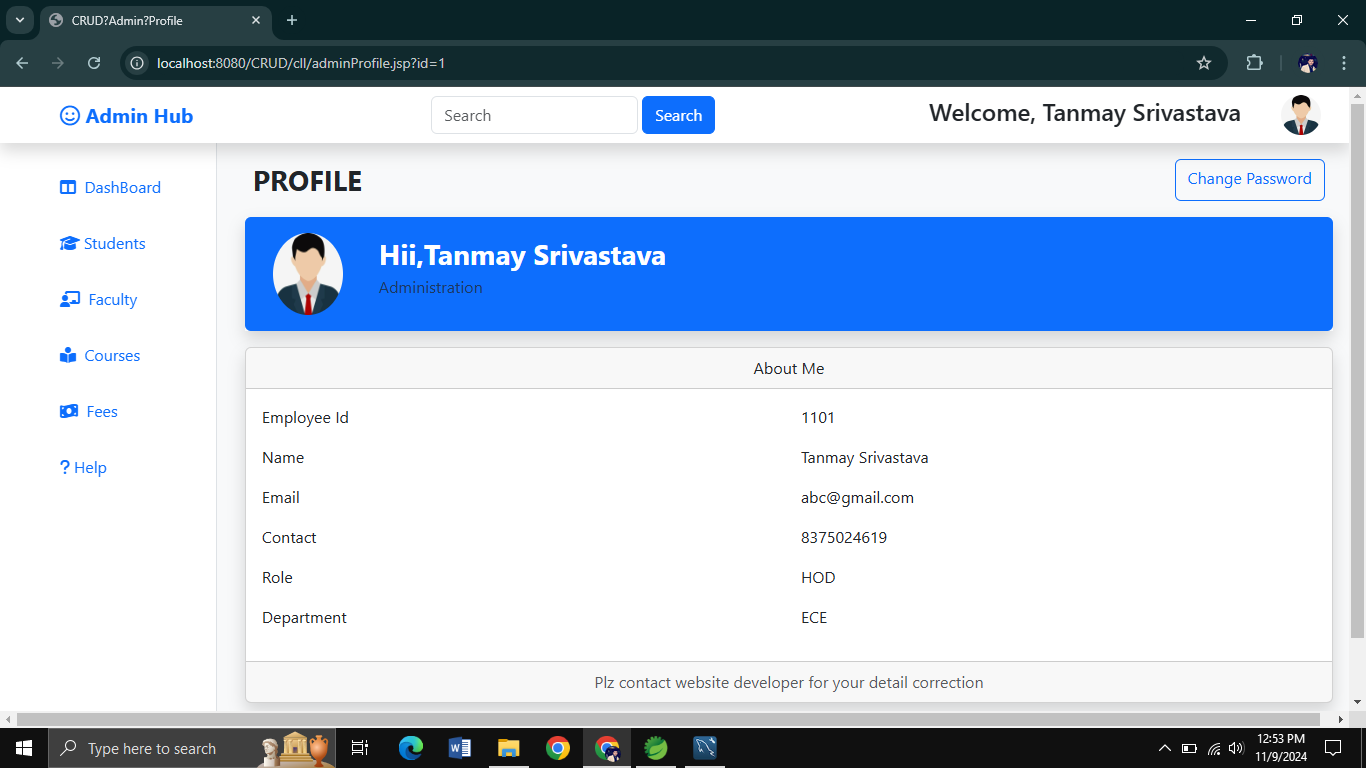 CRUD?Admin?Profile
localhost:8080/CRUD/cll/adminProfile.jsp?id=1
Admin Hub
Search
Search
Welcome, Tanmay Srivastava
DashBoard
Students
Faculty
Courses
Fees
? Help
PROFILE
Change Password
Hii,Tanmay Srivastava
Administration
About Me
Employee Id 1101
Name Tanmay Srivastava
Email abc@gmail.com
Contact 8375024619
Role HOD
Department ECE
Plz contact website developer for your detail correction
Type here to search
12:53 PM
11/9/2024